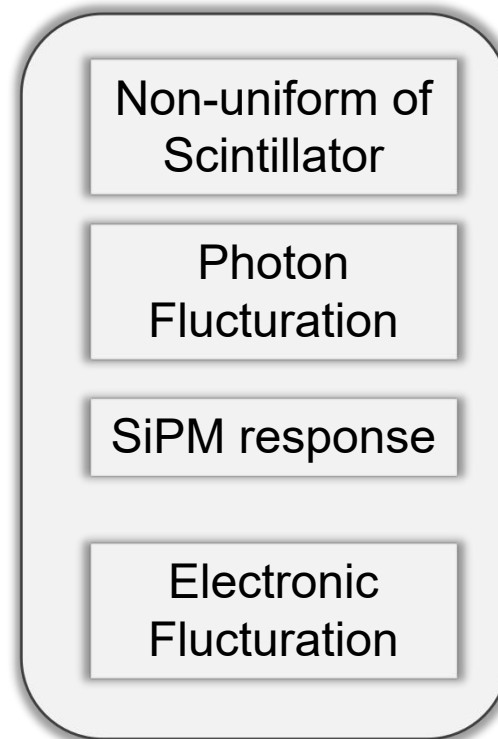 Non-uniform of
Scintillator
Photon
Flucturation
SiPM response
Electronic
Flucturation